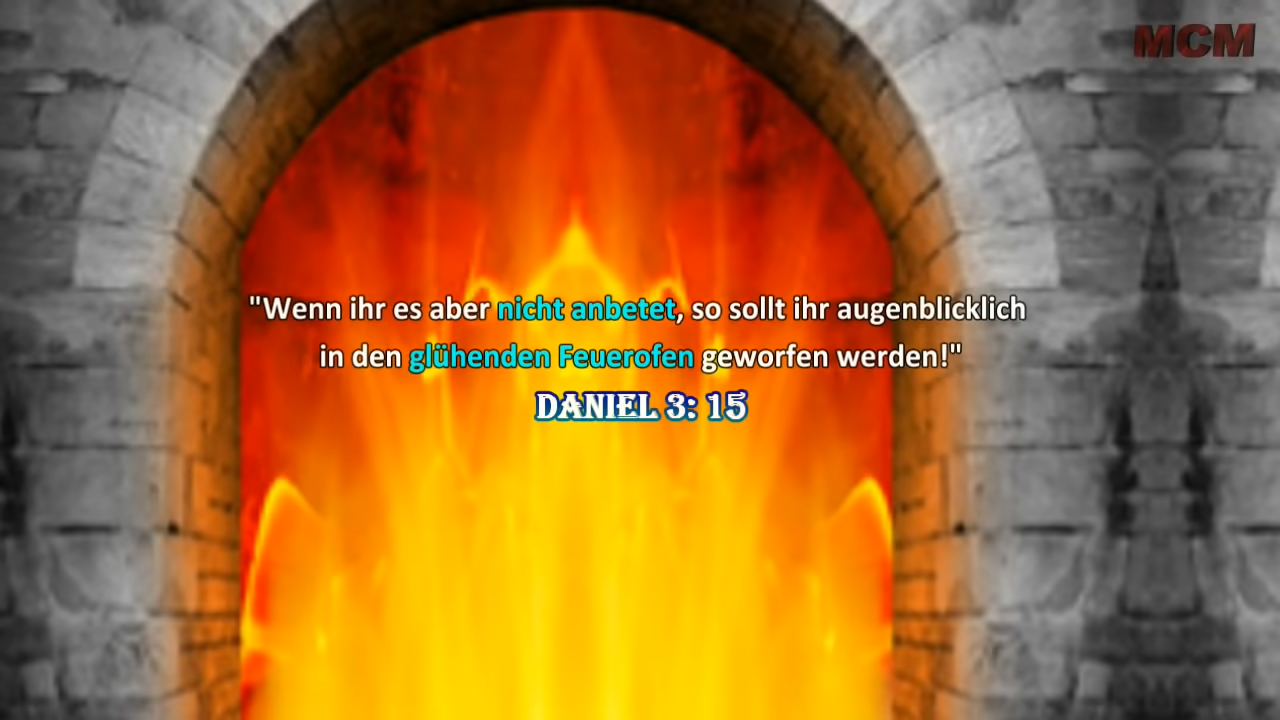 MCM
"Wenn ihr es aber nicht anbetet, so sollt ihr augenblicklich
in den glühenden Feuerofen geworfen werden!"
DANIEL 3: 15